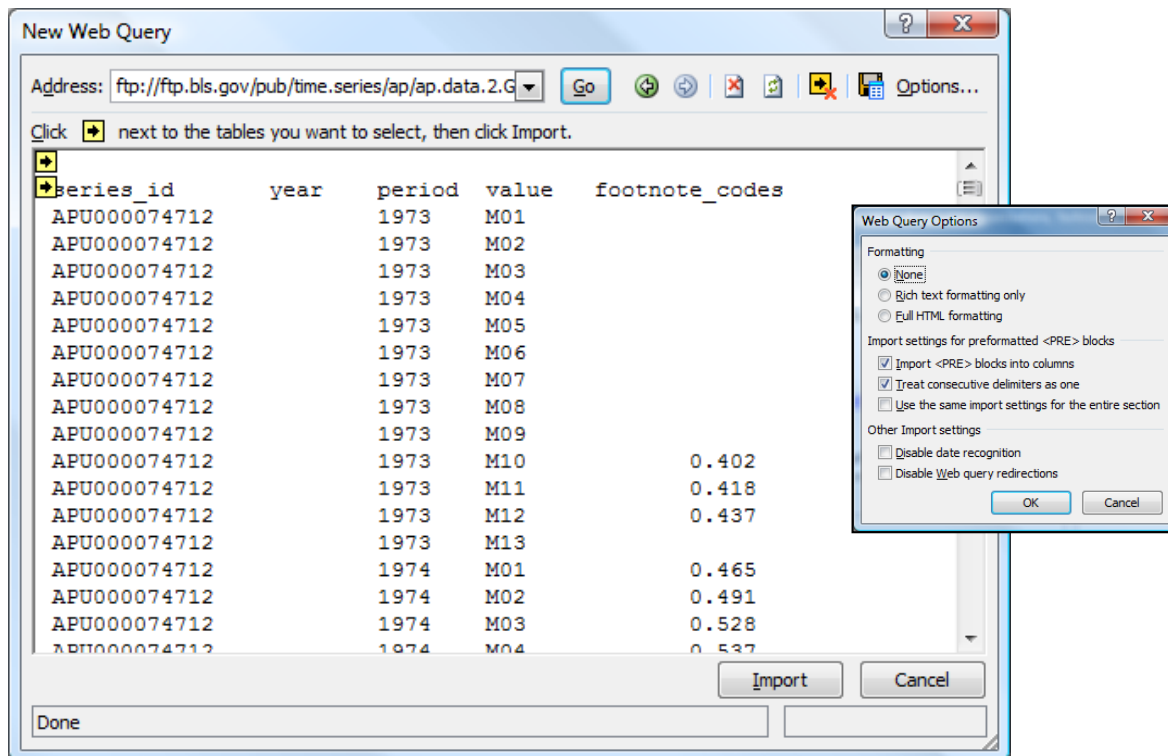 New Web Query
Address: ftp://ftp.bls.gov/pub/time.series/ap/ap.data.2.G Go Options...
Click next to the tables you want to select, then click Import.
series_id year period value footnote_codes
APU000074712 1973 M01
APU000074712 1973 M02
APU000074712 1973 M03
APU000074712 1973 M04
APU000074712 1973 M05
APU000074712 1973 M06
APU000074712 1973 M07
APU000074712 1973 M08
APU000074712 1973 M09
APU000074712 1973 M10 0.402
APU000074712 1973 M11 0.418
APU000074712 1973 M12 0.437
APU000074712 1973 M13
APU000074712 1974 M01 0.465
APU000074712 1974 M02 0.491
APU000074712 1974 M03 0.528
APU000074712 1974 M04 0.537
Import Cancel
Done
Web Query Options
Formatting
None
Rich text formatting only
Full HTML formatting
Import settings for preformatted <PRE> blocks
Import <PRE> blocks into columns
Treat consecutive delimiters as one
Use the same import settings for the entire section
Other Import settings
Disable date recognition
Disable Web query redirections
OK Cancel